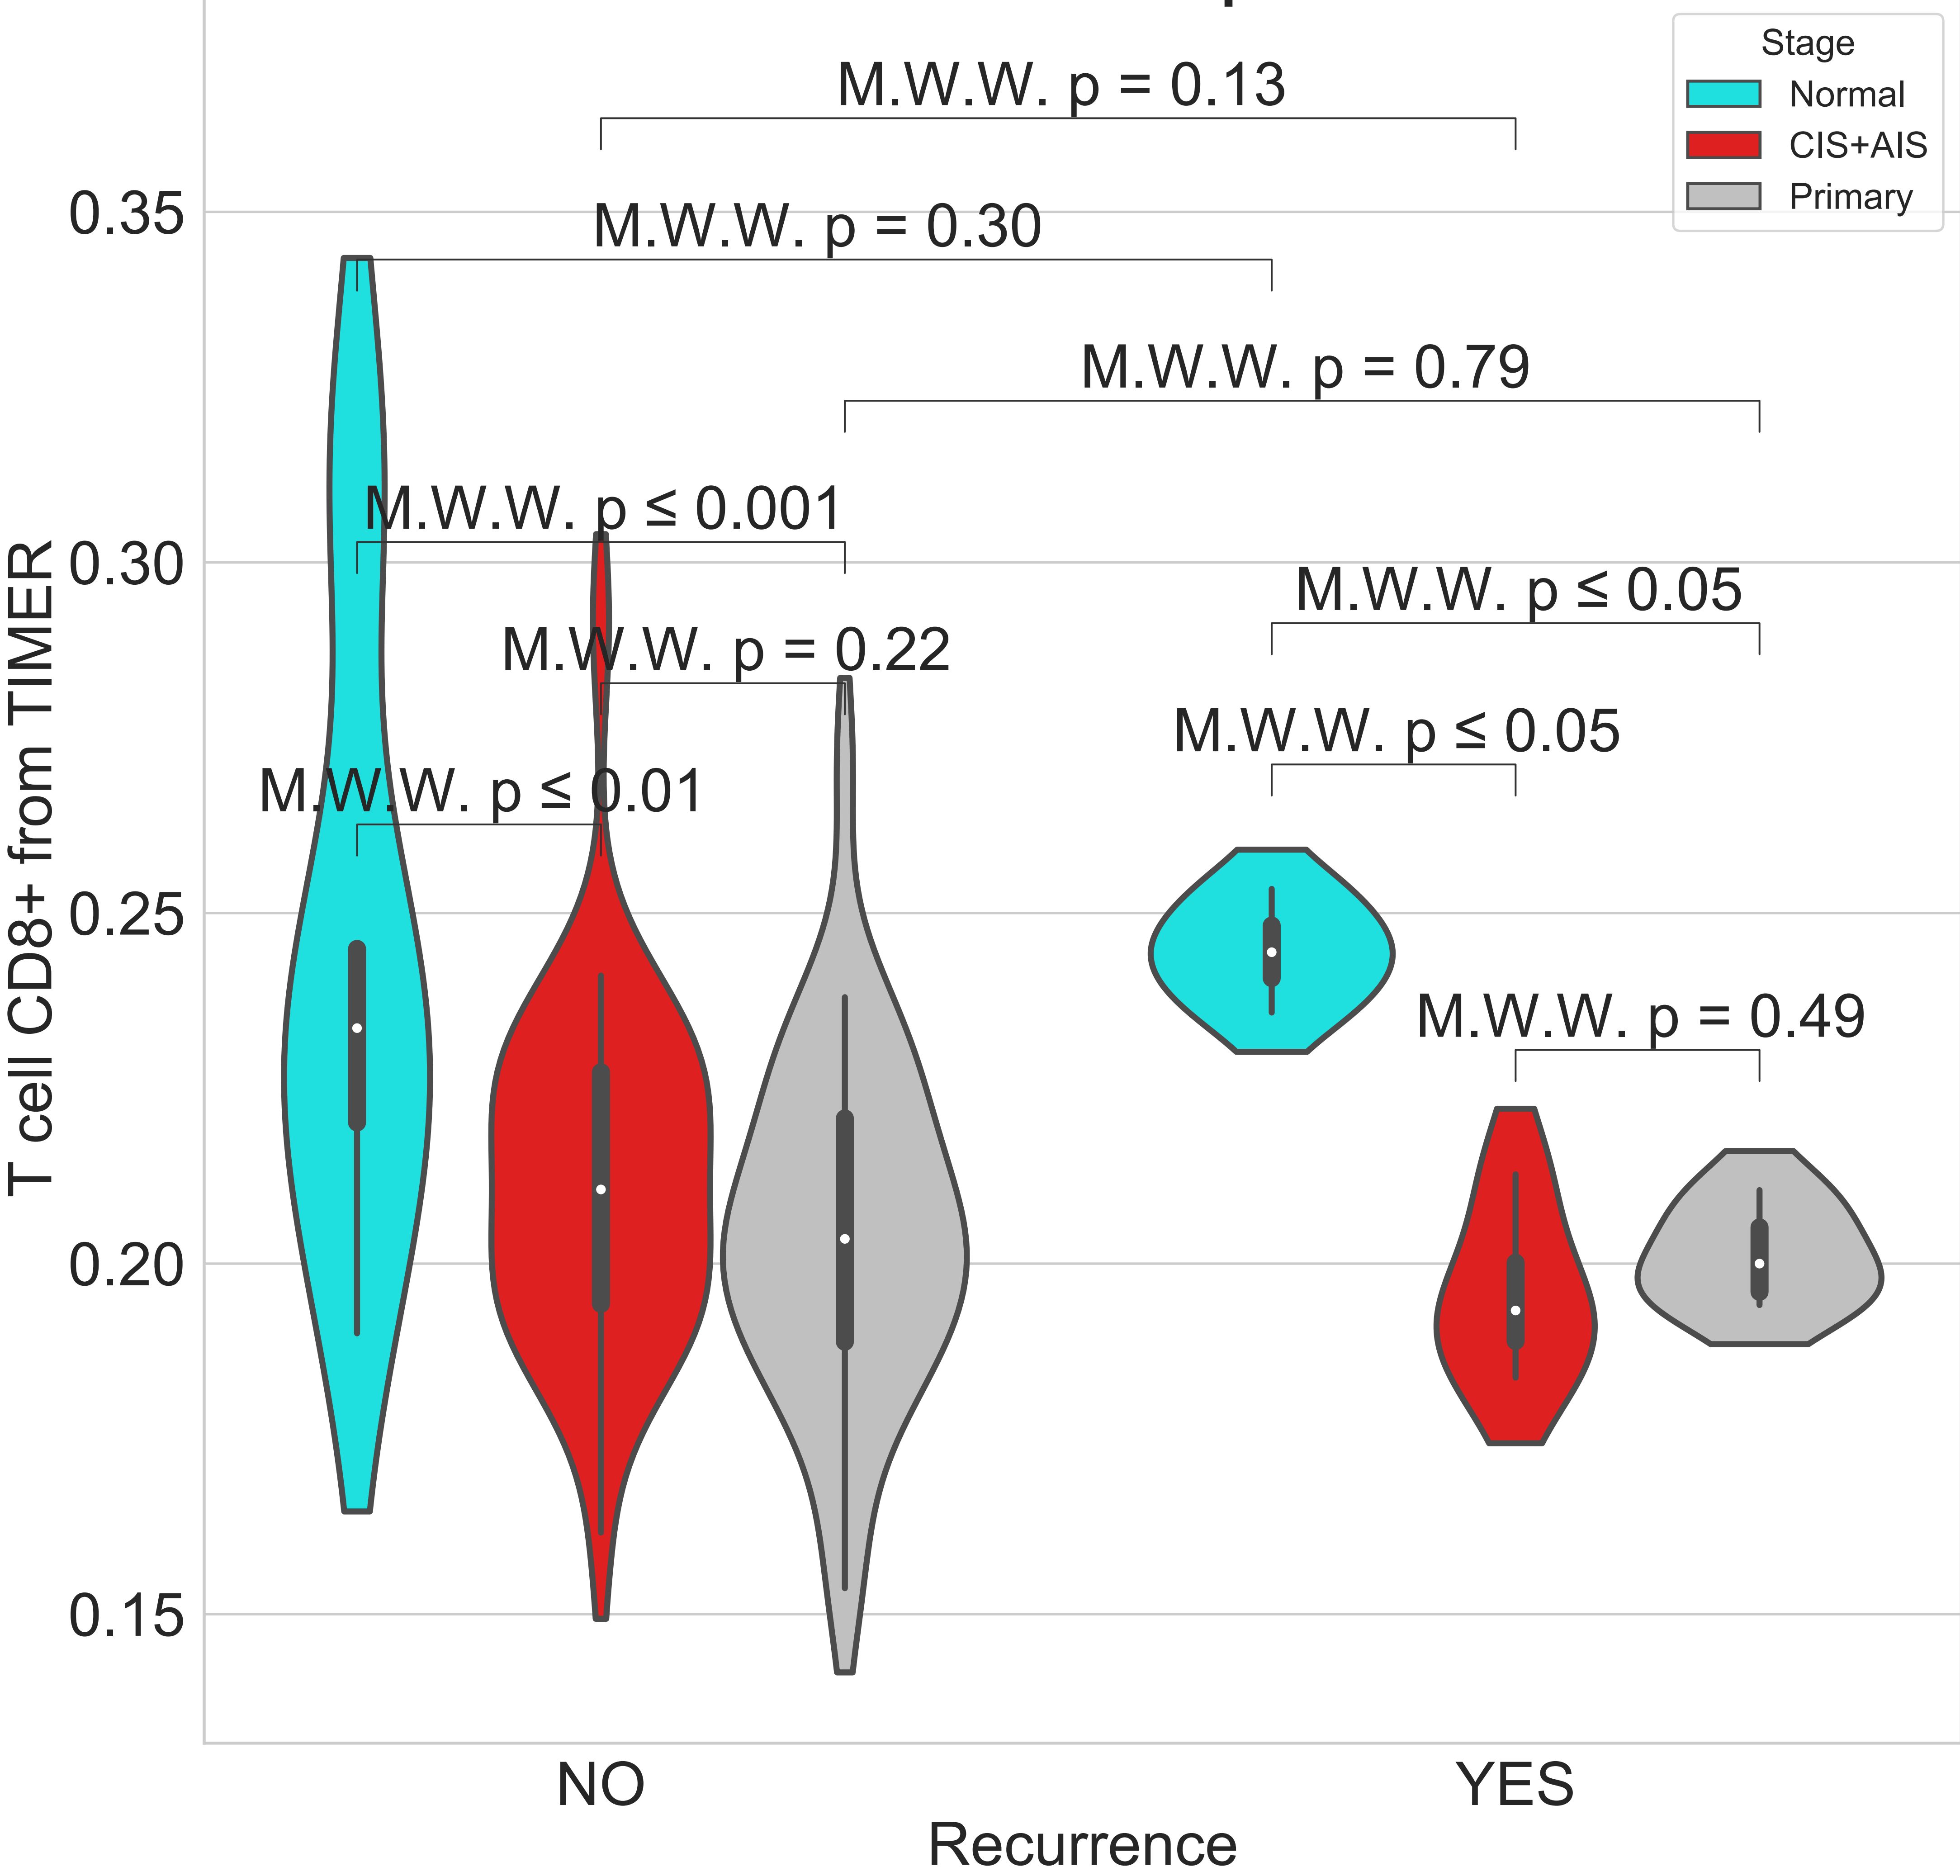 M.W.W. p = 0.13
M.W.W. p = 0.30
M.W.W. p = 0.79
M.W.W. p ≤ 0.001
M.W.W. p ≤ 0.05
M.W.W. p = 0.22
M.W.W. p ≤ 0.05
M.W.W. p ≤ 0.01
M.W.W. p = 0.49
Stage
Normal
CIS+AIS
Primary
T cell CD8+ from TIMER
0.35
0.30
0.25
0.20
0.15
NO
YES
Recurrence